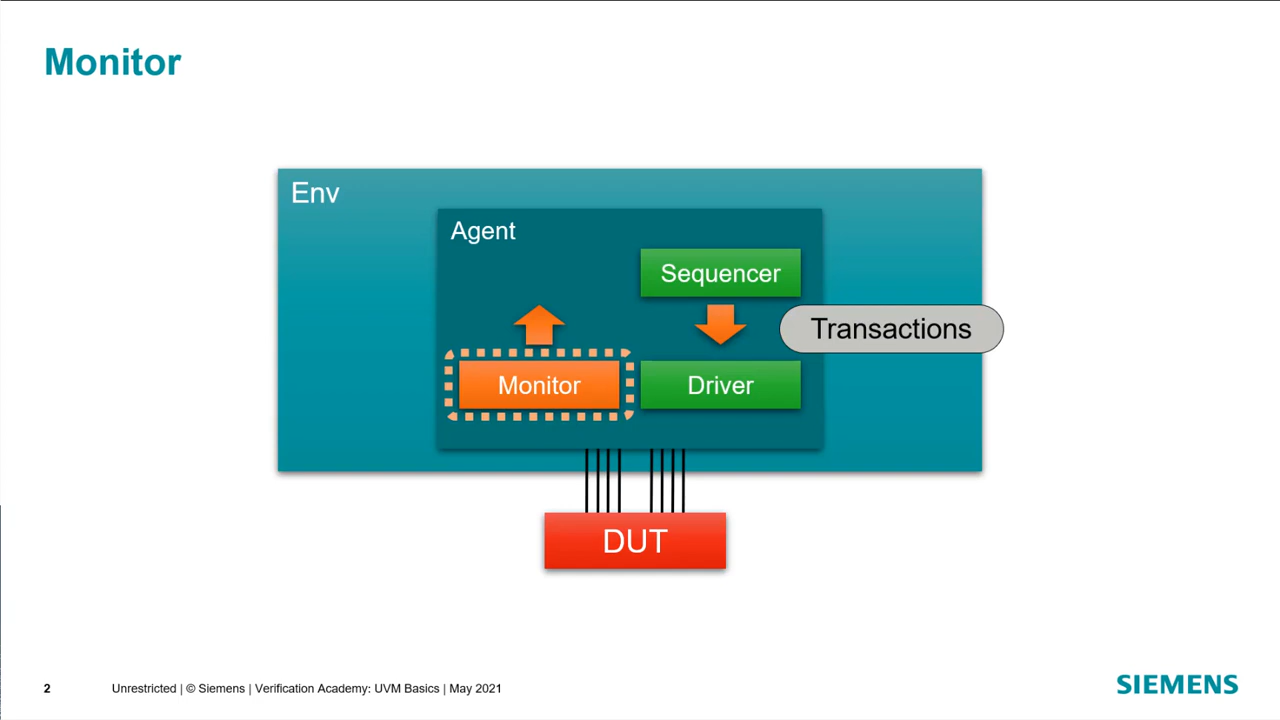 Monitor
Env
Agent
Sequencer
Transactions
Monitor
Driver
DUT
2
Unrestricted | © Siemens | Verification Academy: UVM Basics | May 2021
SIEMENS